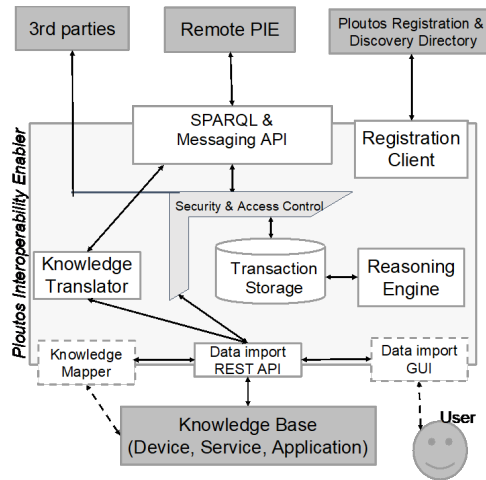 3rd parties
Remote PIE
Ploutos Registration &
Discovery Directory
Ploutos Interoperability Enabler
SPARQL &
Messaging API
Registration
Client
Security & Access Control
Knowledge
Translator
Transaction
Storage
Reasoning
Engine
Knowledge
Mapper
Data import
REST API
Data import
GUI
Knowledge Base
(Device, Service, Application)
User